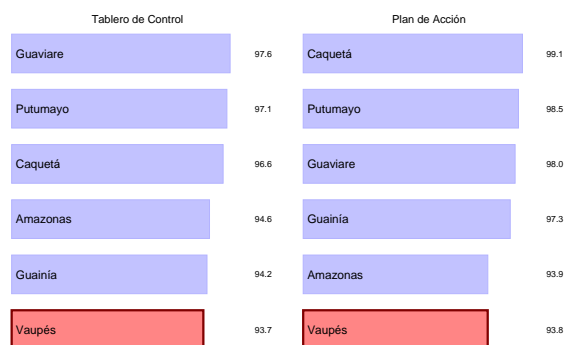 Tablero de Control
Guaviare 97.6
Putumayo 97.1
Caquetá 96.6
Amazonas 94.6
Guainía 94.2
Vaupés 93.7
Plan de Acción
Caquetá 99.1
Putumayo 98.5
Guaviare 98.0
Guainía 97.3
Amazonas 93.9
Vaupés 93.8